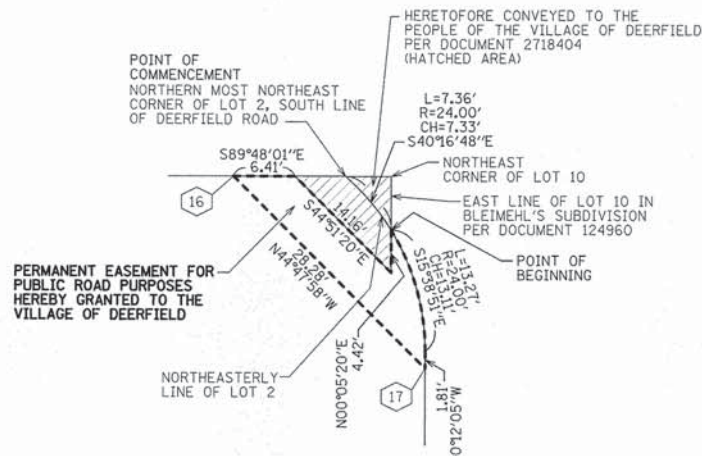 HERETOFORE CONVEYED TO THE
PEOPLE OF THE VILLAGE OF DEERFIELD
PER DOCUMENT 2718404
(HATCHED AREA)
POINT OF
COMMENCEMENT
NORTHERN MOST NORTHEAST
CORNER OF LOT 2, SOUTH LINE
OF DEERFIELD ROAD
L=7.36'
R=24.00'
CH=7.33'
S40°16'48"E
S89°48'01"E
6.41'
NORTHEAST
CORNER OF LOT 10
16
EAST LINE OF LOT 10 IN
BLEIMEHL'S SUBDIVISION
PER DOCUMENT 124960
14.16'
S44°51'20"E
POINT OF
BEGINNING
PERMANENT EASEMENT FOR
PUBLIC ROAD PURPOSES
HEREBY GRANTED TO THE
VILLAGE OF DEERFIELD
28.28'
N44°47'58"W
L=13.27'
R=24.00'
CH=13.11'
S15°38'51"E
N00°05'20"E
4.42'
NORTHEASTERLY
LINE OF LOT 2
17
1.81'
0°12'05"W